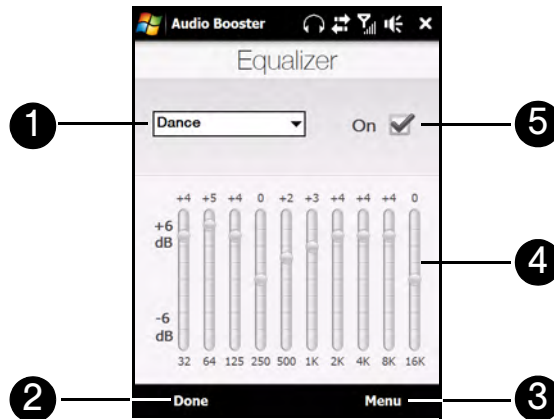 Audio Booster
Equalizer
1 Dance On 5
+4 +5 +4 0 +2 +3 +4 +4 +4 0
+6
dB
4
-6
dB
32 64 125 250 500 1K 2K 4K 8K 16K
2 Done Menu 3